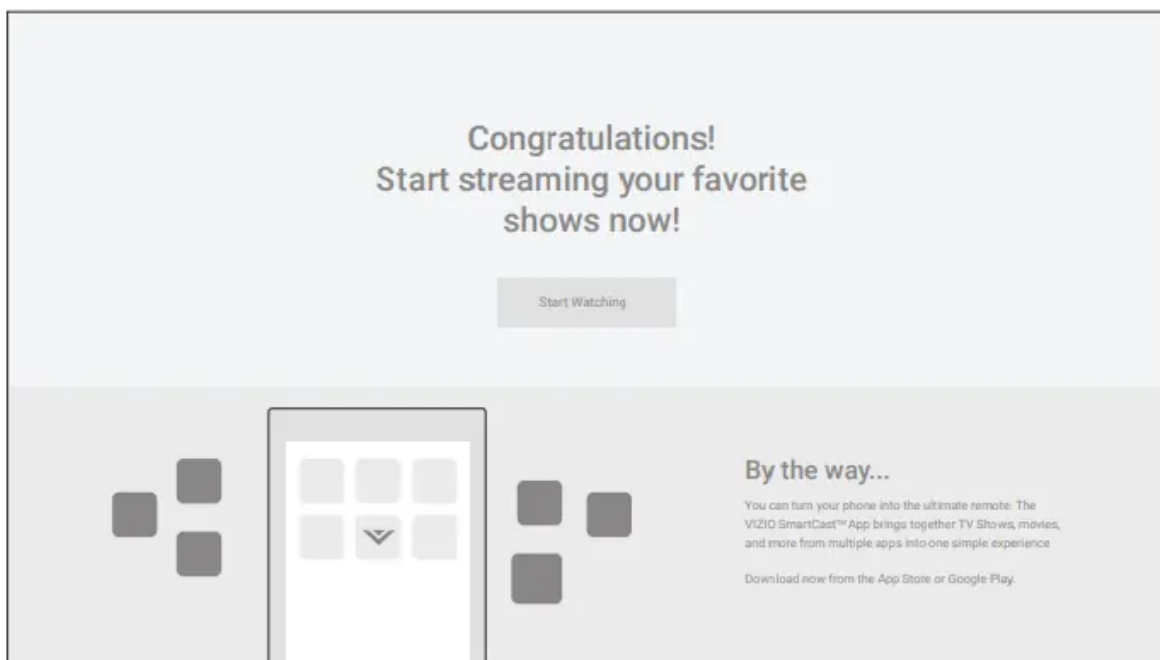 Congratulations!
Start streaming your favorite
shows now!
Start Watching
By the way...
You can turn your phone into the ultimate remote: The
VIZIO SmartCast™ App brings together TV Shows, movies,
and more from multiple apps into one simple experience
Download now from the App Store or Google Play.